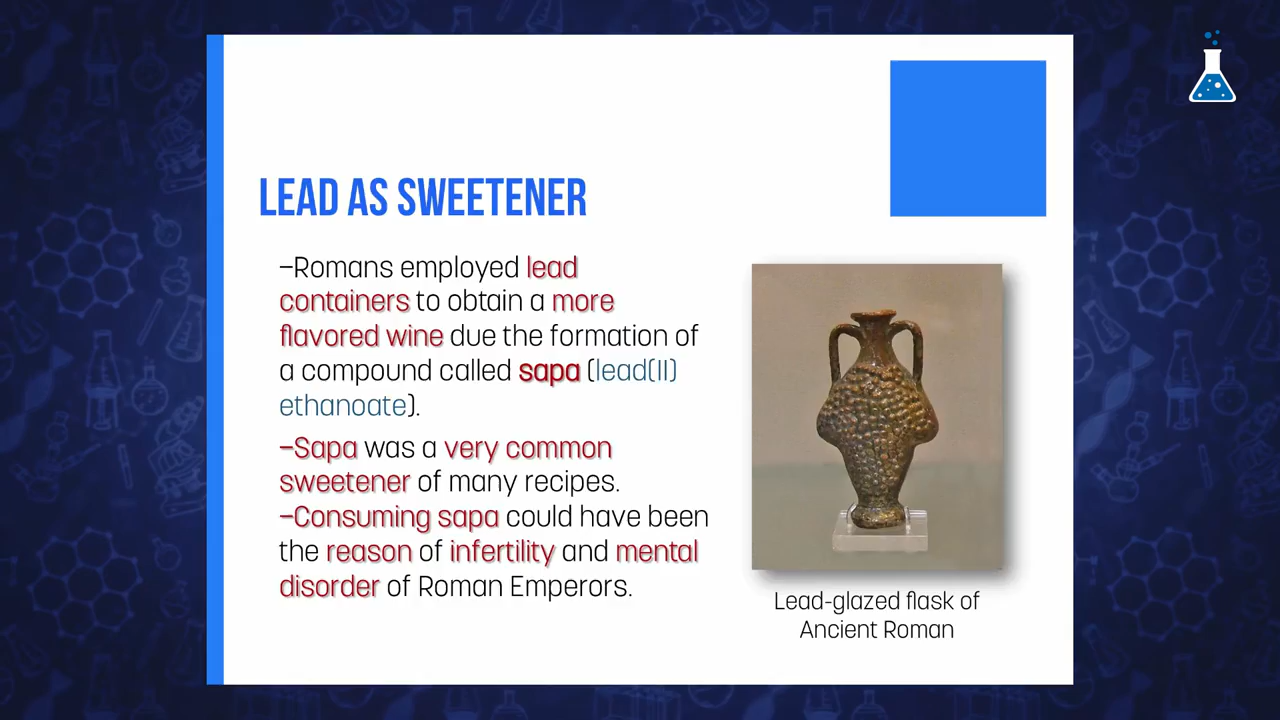 LEAD AS SWEETENER
–Romans employed lead
containers to obtain a more
flavored wine due the formation of
a compound called sapa (lead(II)
ethanoate).
–Sapa was a very common
sweetener of many recipes.
–Consuming sapa could have been
the reason of infertility and mental
disorder of Roman Emperors.
Lead-glazed flask of
Ancient Roman